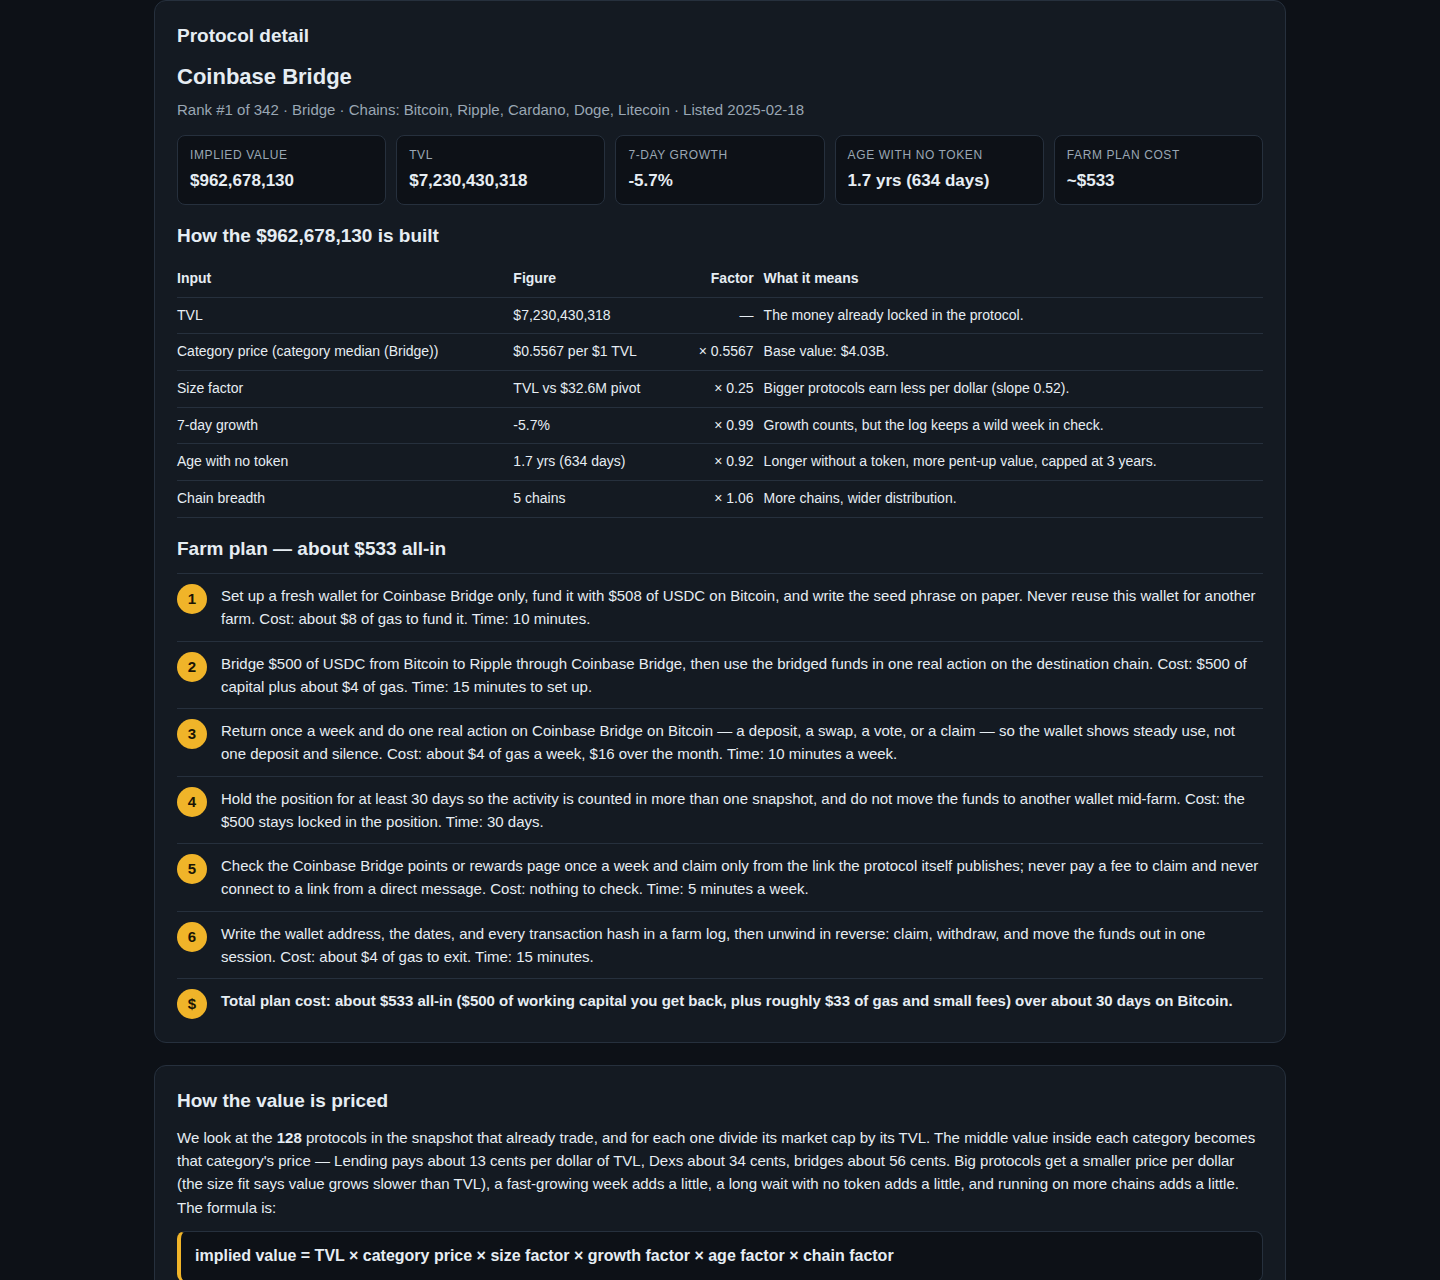 Protocol detail
Coinbase Bridge
Rank #1 of 342 · Bridge · Chains: Bitcoin, Ripple, Cardano, Doge, Litecoin · Listed 2025-02-18
IMPLIED VALUE
$962,678,130
TVL
$7,230,430,318
7-DAY GROWTH
-5.7%
AGE WITH NO TOKEN
1.7 yrs (634 days)
FARM PLAN COST
~$533
How the $962,678,130 is built
Input Figure Factor What it means
TVL $7,230,430,318 — The money already locked in the protocol.
Category price (category median (Bridge)) $0.5567 per $1 TVL × 0.5567 Base value: $4.03B.
Size factor TVL vs $32.6M pivot × 0.25 Bigger protocols earn less per dollar (slope 0.52).
7-day growth -5.7% × 0.99 Growth counts, but the log keeps a wild week in check.
Age with no token 1.7 yrs (634 days) × 0.92 Longer without a token, more pent-up value, capped at 3 years.
Chain breadth 5 chains × 1.06 More chains, wider distribution.
Farm plan — about $533 all-in
1 Set up a fresh wallet for Coinbase Bridge only, fund it with $508 of USDC on Bitcoin, and write the seed phrase on paper. Never reuse this wallet for another
farm. Cost: about $8 of gas to fund it. Time: 10 minutes.
2 Bridge $500 of USDC from Bitcoin to Ripple through Coinbase Bridge, then use the bridged funds in one real action on the destination chain. Cost: $500 of
capital plus about $4 of gas. Time: 15 minutes to set up.
3 Return once a week and do one real action on Coinbase Bridge on Bitcoin — a deposit, a swap, a vote, or a claim — so the wallet shows steady use, not
one deposit and silence. Cost: about $4 of gas a week, $16 over the month. Time: 10 minutes a week.
4 Hold the position for at least 30 days so the activity is counted in more than one snapshot, and do not move the funds to another wallet mid-farm. Cost: the
$500 stays locked in the position. Time: 30 days.
5 Check the Coinbase Bridge points or rewards page once a week and claim only from the link the protocol itself publishes; never pay a fee to claim and never
connect to a link from a direct message. Cost: nothing to check. Time: 5 minutes a week.
6 Write the wallet address, the dates, and every transaction hash in a farm log, then unwind in reverse: claim, withdraw, and move the funds out in one
session. Cost: about $4 of gas to exit. Time: 15 minutes.
$ Total plan cost: about $533 all-in ($500 of working capital you get back, plus roughly $33 of gas and small fees) over about 30 days on Bitcoin.
How the value is priced
We look at the 128 protocols in the snapshot that already trade, and for each one divide its market cap by its TVL. The middle value inside each category becomes
that category's price — Lending pays about 13 cents per dollar of TVL, Dexs about 34 cents, bridges about 56 cents. Big protocols get a smaller price per dollar
(the size fit says value grows slower than TVL), a fast-growing week adds a little, a long wait with no token adds a little, and running on more chains adds a little.
The formula is:
implied value = TVL × category price × size factor × growth factor × age factor × chain factor